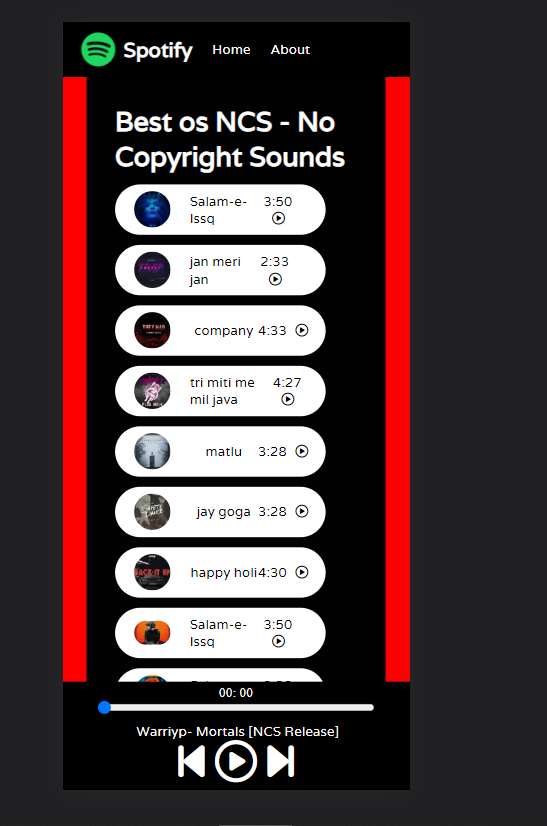 Spotify Home About
Best os NCS - No
Copyright Sounds
Salam-e-
Issq
3:50
jan meri
jan
2:33
company 4:33
tri miti me
mil java
4:27
matlu 3:28
jay goga 3:28
happy holi4:30
Salam-e-
Issq
3:50
00: 00
Warriyp- Mortals [NCS Release]